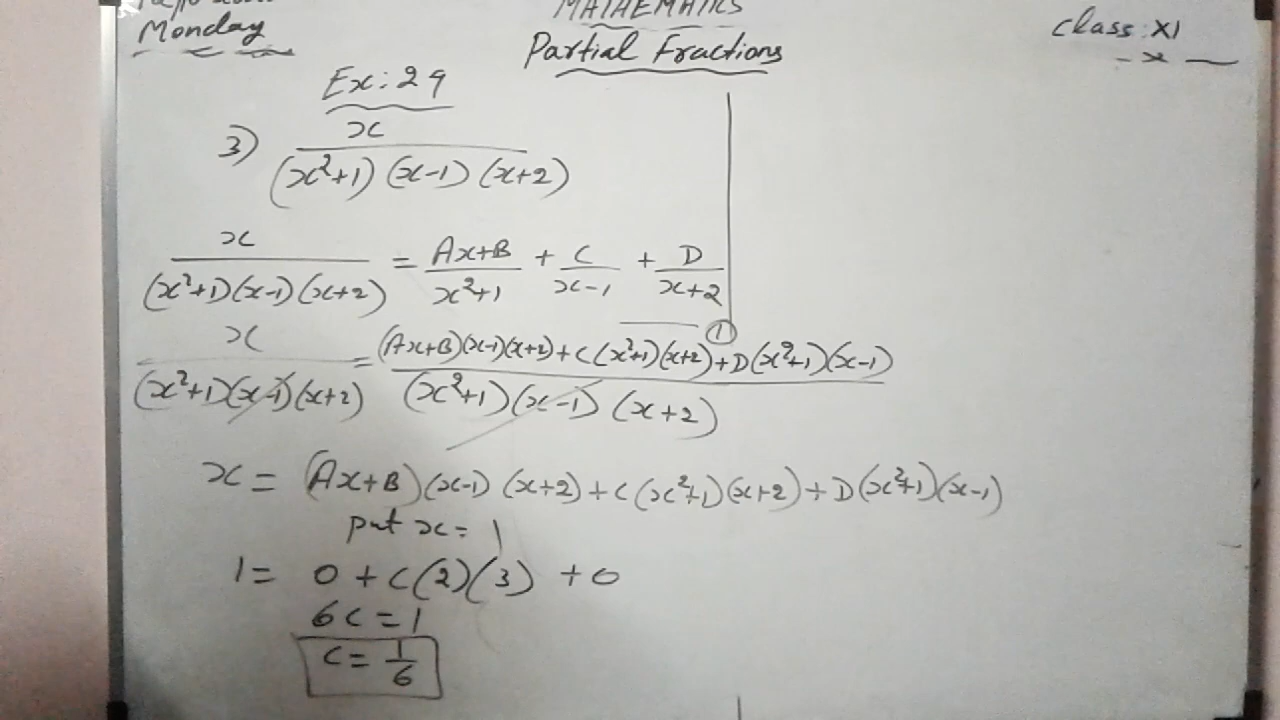 Monday
MATHEMATICS
Partial Fractions
Class: XI
Ex: 29
3) x
(x²+1) (x-1) (x+2)
x / (x²+1)(x-1)(x+2) = Ax+B / x²+1 + C / x-1 + D / x+2
①
x / (x²+1)(x-1)(x+2) = (Ax+B)(x-1)(x+2) + C(x²+1)(x+2) + D(x²+1)(x-1) / (x²+1)(x-1)(x+2)
x = (Ax+B)(x-1)(x+2) + C(x²+1)(x+2) + D(x²+1)(x-1)
put x = 1
1 = 0 + C(2)(3) + 0
6C = 1
C = 1/6